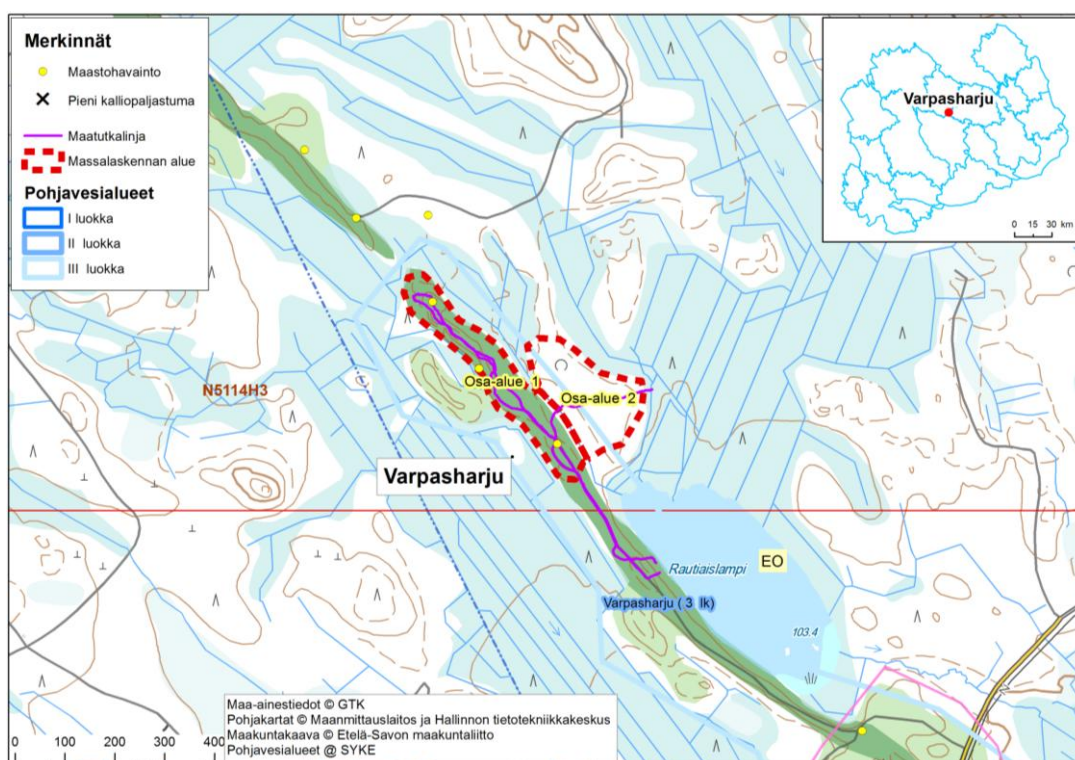 Merkinnät
Maastohavainto
Pieni kalliopaljastuma
Maatutkalinja
Massalaskennan alue
Pohjavesialueet
I luokka
II luokka
III luokka
Varpasharju
0 15 30 km
N5114H3
Osa-alue 1
Osa-alue 2
Varpasharju
Rautiaislampi
EO
Varpasharju ( 3 lk)
103.4
Maa-ainestiedot © GTK
Pohjakartat © Maanmittauslaitos ja Hallinnon tietotekniikkakeskus
Maakuntakaava © Etelä-Savon maakuntaliitto
Pohjavesialueet @ SYKE
0 100 200 300 400